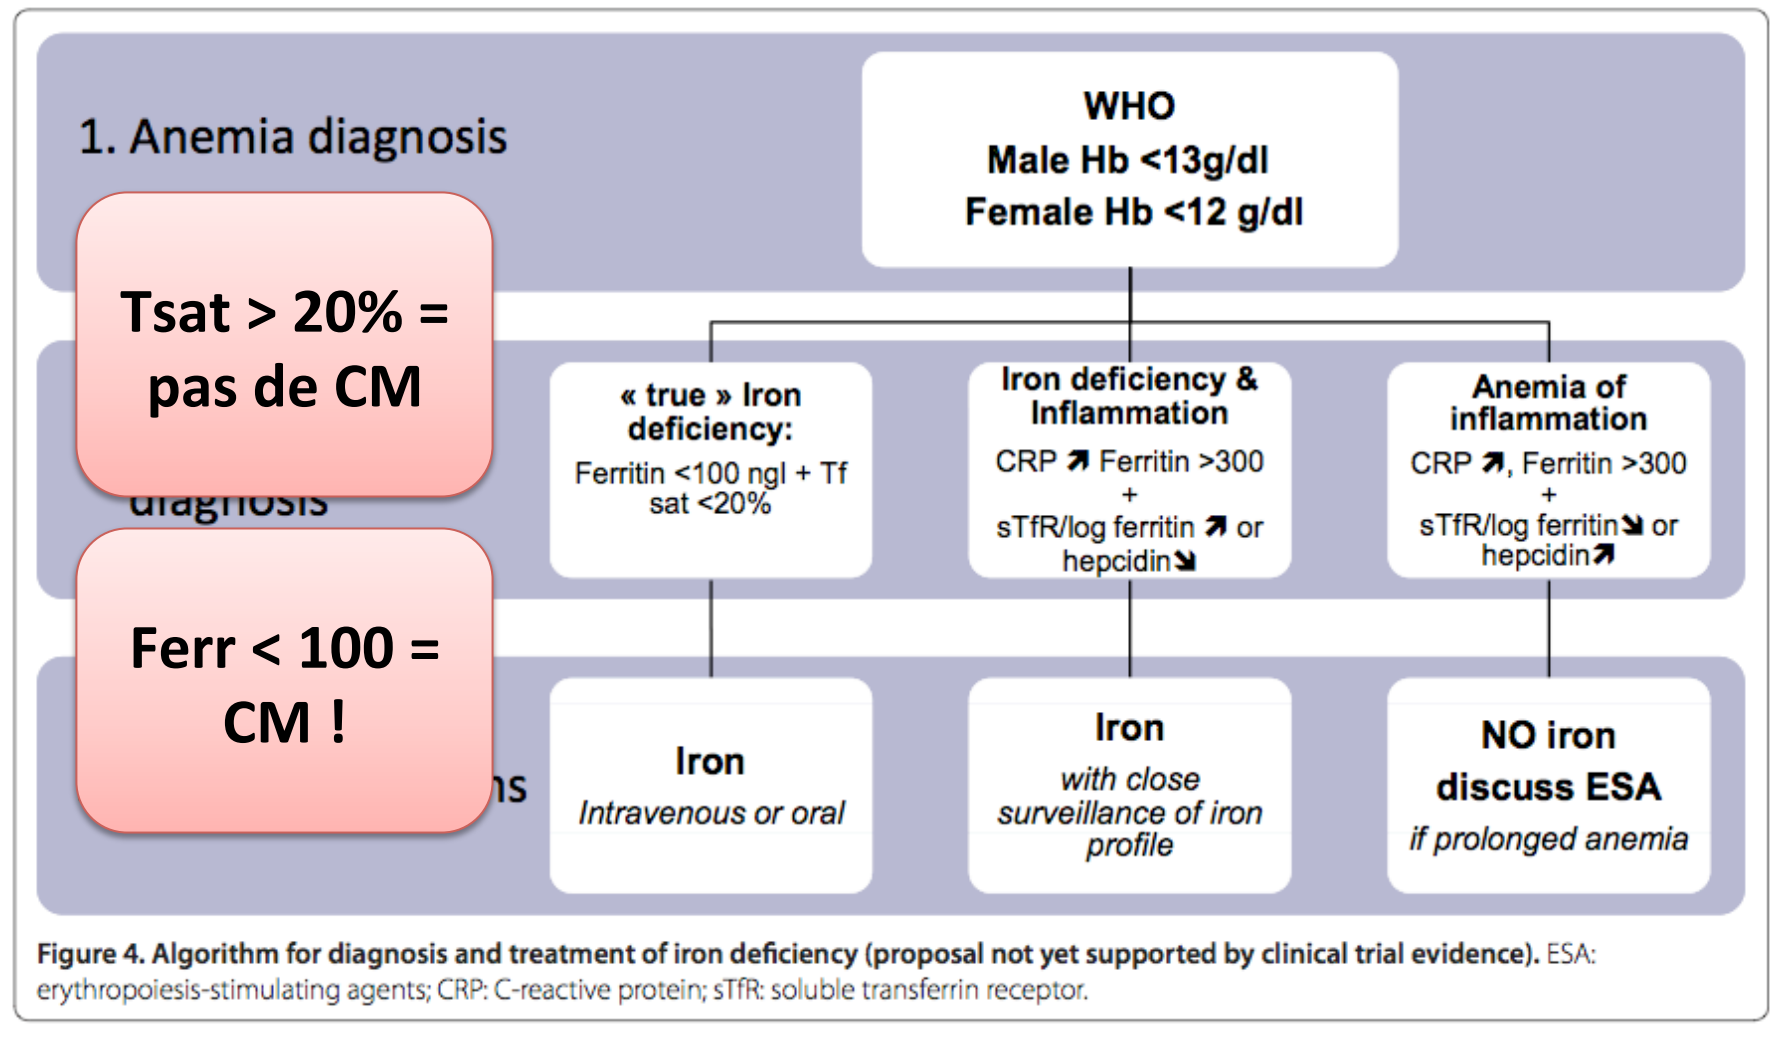 1. Anemia diagnosis
WHO
Male Hb <13g/dl
Female Hb <12 g/dl
Tsat > 20% =
pas de CM
diagnosis
« true » Iron
deficiency:
Ferritin <100 ngl + Tf
sat <20%
Iron deficiency &
Inflammation
CRP ⬈ Ferritin >300
+
sTfR/log ferritin ⬈ or
hepcidin⬊
Anemia of
inflammation
CRP ⬈, Ferritin >300
+
sTfR/log ferritin⬊ or
hepcidin⬈
Ferr < 100 =
CM !
Iron
Intravenous or oral
Iron
with close
surveillance of iron
profile
NO iron
discuss ESA
if prolonged anemia
Figure 4. Algorithm for diagnosis and treatment of iron deficiency (proposal not yet supported by clinical trial evidence). ESA:
erythropoiesis-stimulating agents; CRP: C-reactive protein; sTfR: soluble transferrin receptor.